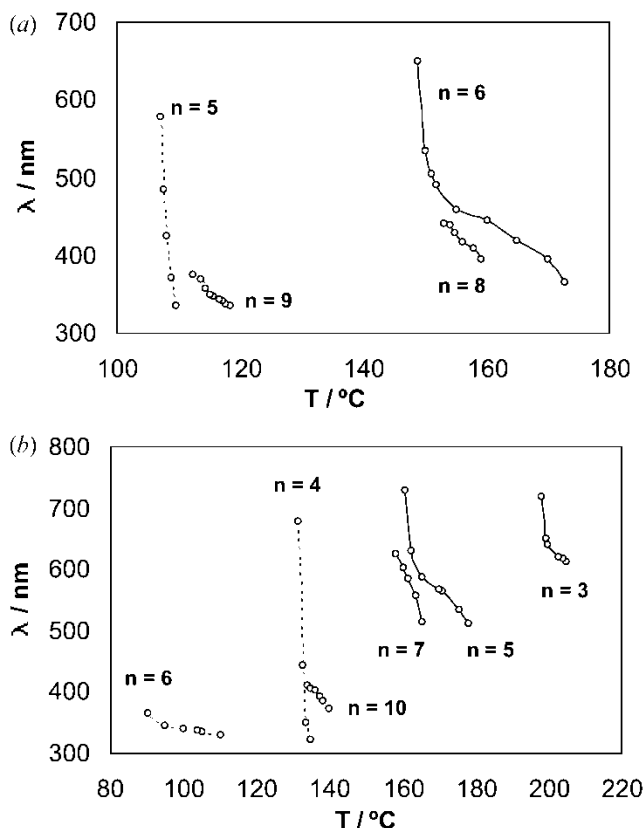 (a)
700
600
500
400
300
λ / nm
n = 5
n = 6
n = 9
n = 8
100 120 140 160 180
T / ºC
(b)
800
700
600
500
400
300
λ / nm
n = 4
n = 3
n = 7 n = 5
n = 6
n = 10
80 100 120 140 160 180 200 220
T / ºC